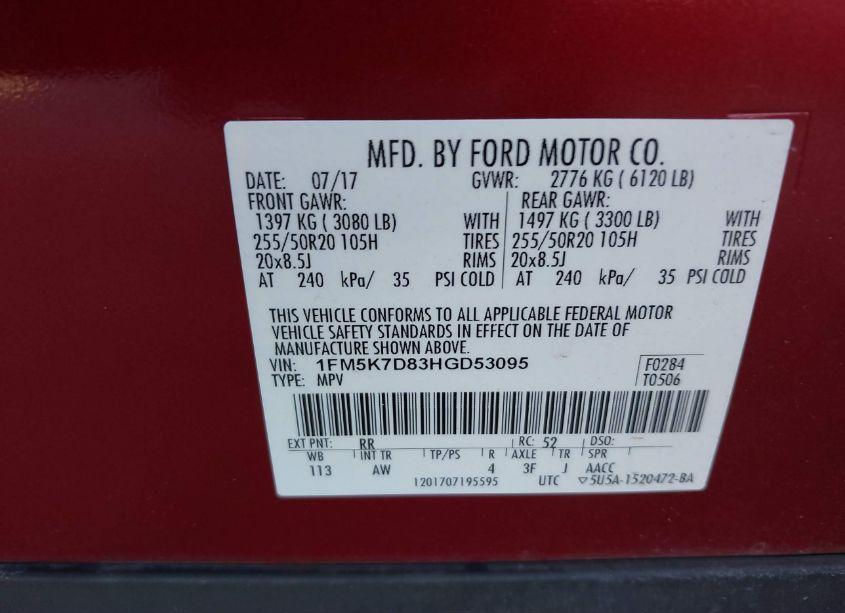 MFD. BY FORD MOTOR CO.
DATE: 07/17 GVWR: 2776 KG ( 6120 LB)
FRONT GAWR: REAR GAWR:
1397 KG ( 3080 LB) WITH 1497 KG ( 3300 LB) WITH
255/50R20 105H TIRES 255/50R20 105H TIRES
20x8.5J RIMS 20x8.5J RIMS
AT 240 kPa/ 35 PSI COLD AT 240 kPa/ 35 PSI COLD
THIS VEHICLE CONFORMS TO ALL APPLICABLE FEDERAL MOTOR
VEHICLE SAFETY STANDARDS IN EFFECT ON THE DATE OF
MANUFACTURE SHOWN ABOVE.
VIN: 1FM5K7D83HGD53095 F0284
TYPE: MPV T0506
EXT PNT: RR RC: 52 DSO:
WB INT TR TP/PS R AXLE TR SPR
113 AW 4 3F J AACC
1201707195595 UTC ▽5U5A-1520472-BA